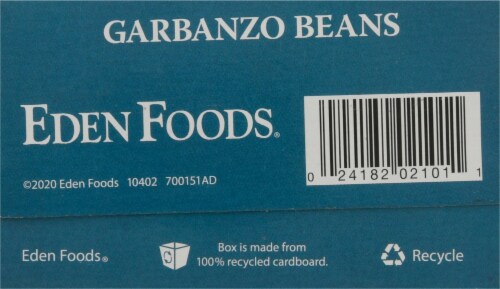 GARBANZO BEANS
EDEN FOODS®
©2020 Eden Foods 10402 700151AD
0 24182 02101 1
Eden Foods®
Box is made from
100% recycled cardboard.
Recycle